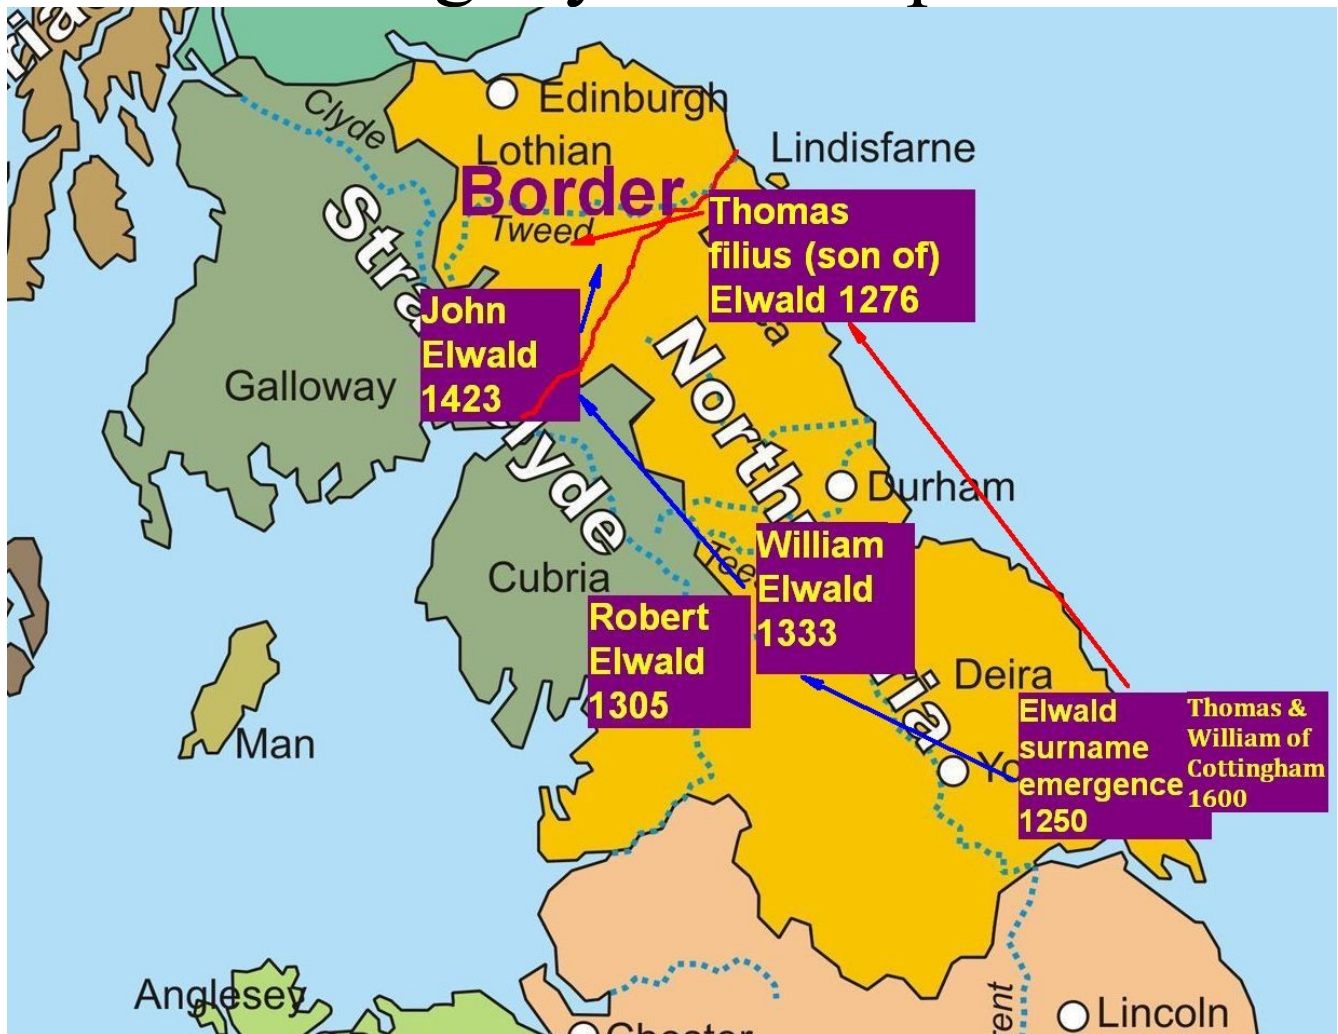 Edinburgh
Clyde
Lothian
Lindisfarne
Border
Tweed
Thomas
filius (son of)
Elwald 1276
John
Elwald
1423
Galloway
Durham
William
Elwald
1333
Cubria
Robert
Elwald
1305
Deira
Man
Elwald
surname
emergence
1250
Thomas &
William of
Cottingham
1600
Anglesey
Lincoln